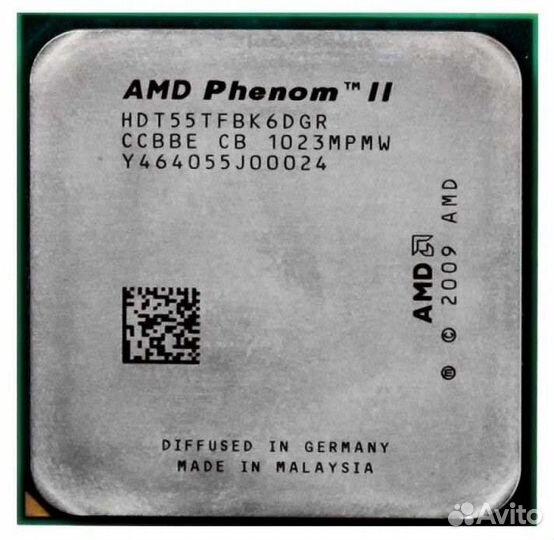 AMD Phenom™ II
HDT55TFBK6DGR
CCBBE CB 1023MPMW
Y464055J00024
AMD
ⓜ © 2009 AMD
DIFFUSED IN GERMANY
MADE IN MALAYSIA
Avito